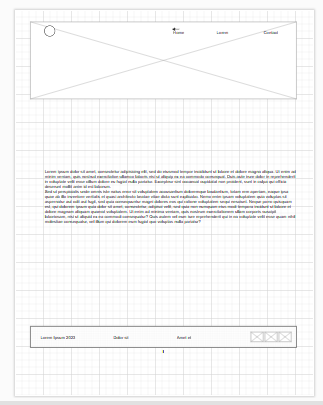 Home Lorem Contact
Lorem ipsum dolor sit amet, consectetur adipisicing elit, sed do eiusmod tempor incididunt ut labore et dolore magna aliqua. Ut enim ad
minim veniam, quis nostrud exercitation ullamco laboris nisi ut aliquip ex ea commodo consequat. Duis aute irure dolor in reprehenderit
in voluptate velit esse cillum dolore eu fugiat nulla pariatur. Excepteur sint occaecat cupidatat non proident, sunt in culpa qui officia
deserunt mollit anim id est laborum.
Sed ut perspiciatis unde omnis iste natus error sit voluptatem accusantium doloremque laudantium, totam rem aperiam, eaque ipsa
quae ab illo inventore veritatis et quasi architecto beatae vitae dicta sunt explicabo. Nemo enim ipsam voluptatem quia voluptas sit
aspernatur aut odit aut fugit, sed quia consequuntur magni dolores eos qui ratione voluptatem sequi nesciunt. Neque porro quisquam
est, qui dolorem ipsum quia dolor sit amet, consectetur, adipisci velit, sed quia non numquam eius modi tempora incidunt ut labore et
dolore magnam aliquam quaerat voluptatem. Ut enim ad minima veniam, quis nostrum exercitationem ullam corporis suscipit
laboriosam, nisi ut aliquid ex ea commodi consequatur? Quis autem vel eum iure reprehenderit qui in ea voluptate velit esse quam nihil
molestiae consequatur, vel illum qui dolorem eum fugiat quo voluptas nulla pariatur?
Lorem Ipsum 2023 Dolor sit Amet et